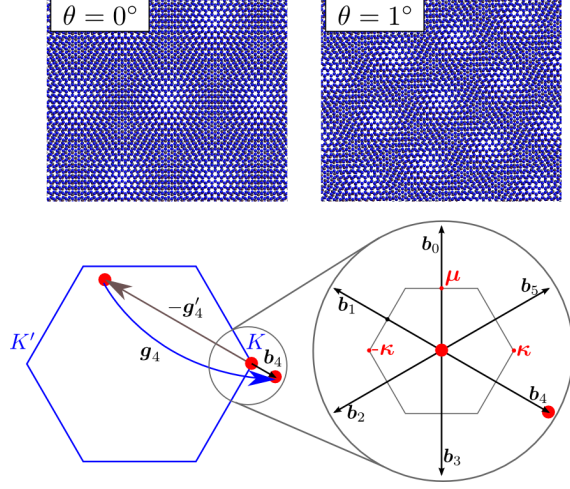 θ = 0°
θ = 1°
b₀
μ
b₁
b₅
-g′₄
K′
K
g₄
b₄
-κ
κ
b₂
b₄
b₃